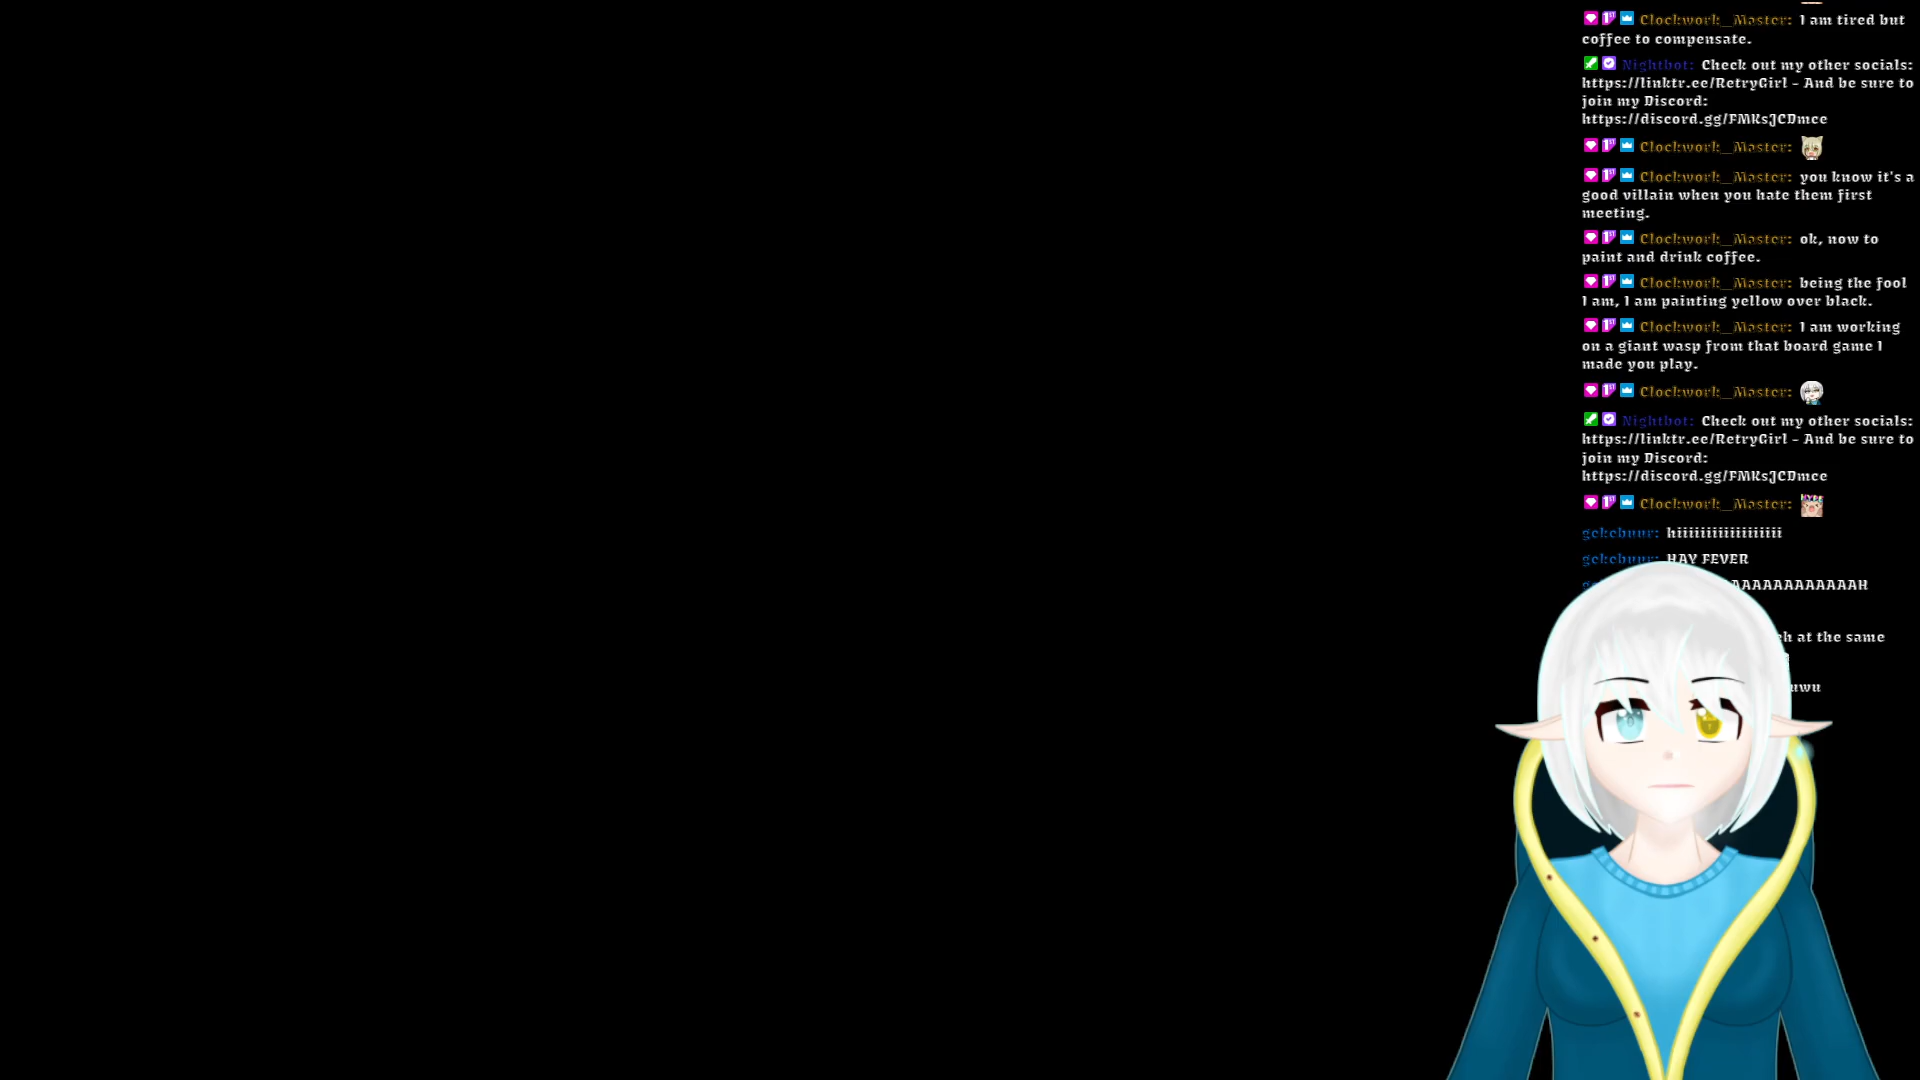 Clockwork_Master: I am tired but
coffee to compensate.
Nightbot: Check out my other socials:
https://linktr.ee/RetryGirl - And be sure to
join my Discord:
https://discord.gg/FMKsJCDmce
Clockwork_Master:
Clockwork_Master: you know it's a
good villain when you hate them first
meeting.
Clockwork_Master: ok, now to
paint and drink coffee.
Clockwork_Master: being the fool
I am, I am painting yellow over black.
Clockwork_Master: I am working
on a giant wasp from that board game I
made you play.
Clockwork_Master:
Nightbot: Check out my other socials:
https://linktr.ee/RetryGirl - And be sure to
join my Discord:
https://discord.gg/FMKsJCDmce
Clockwork_Master:
gekebuur: hiiiiiiiiiiiiiiiiii
gekebuur: HAY FEVER
AAAAAAAAAAAAH
at the same
uwu